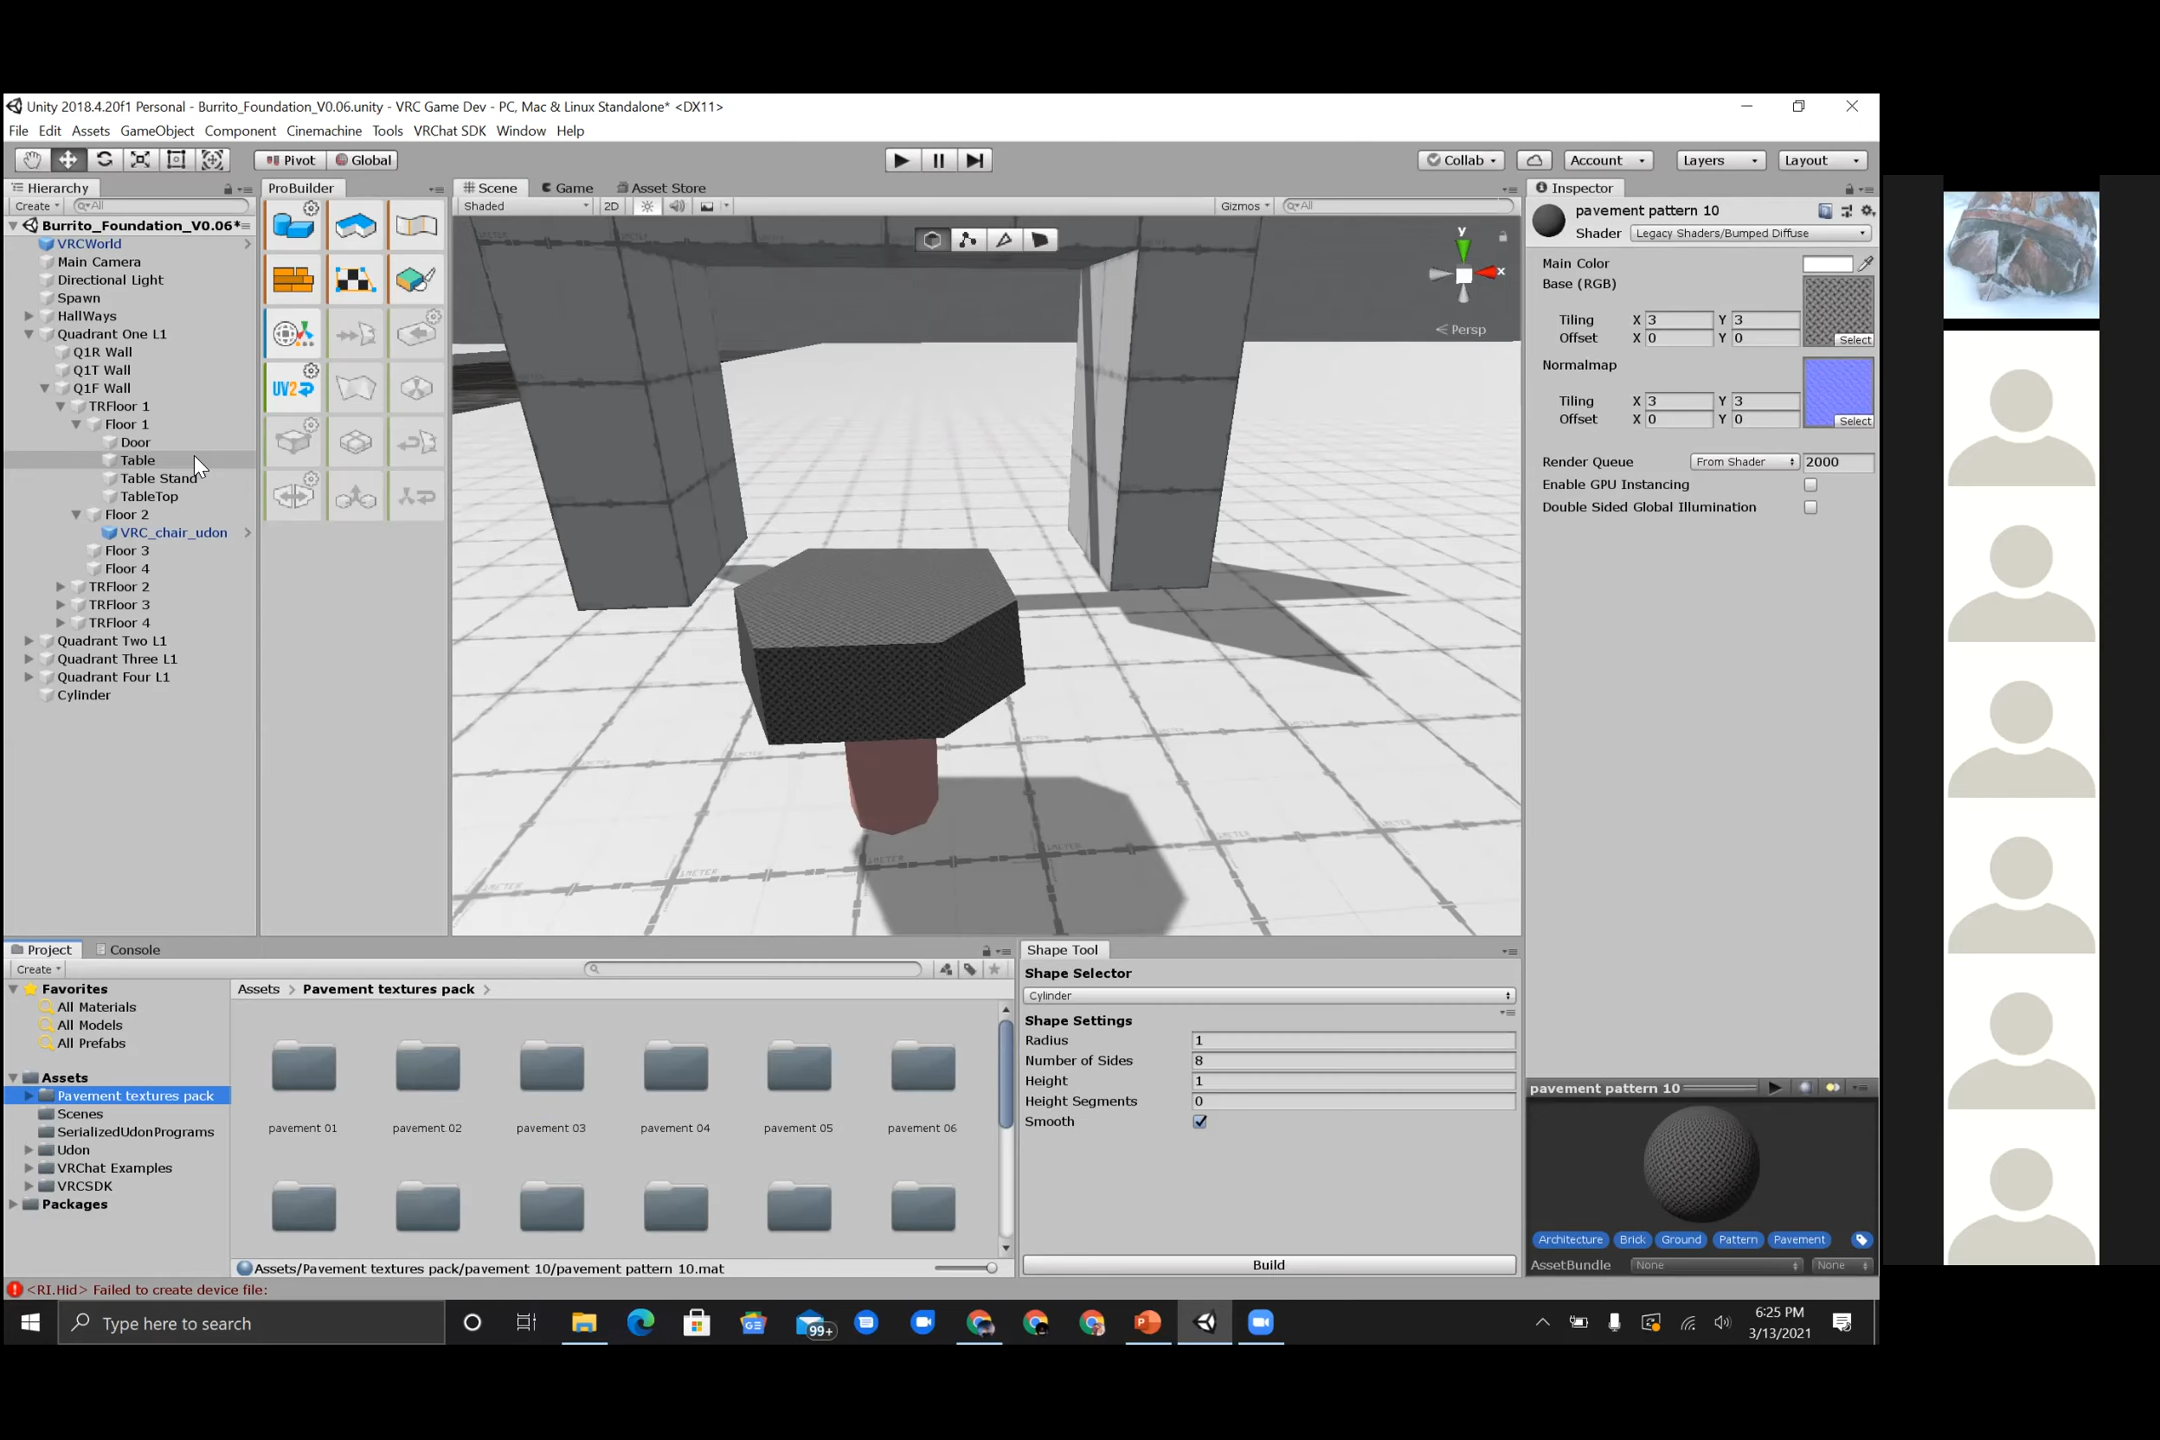 Unity 2018.4.20f1 Personal - Burrito_Foundation_V0.06.unity - VRC Game Dev - PC, Mac & Linux Standalone* <DX11>
File Edit Assets GameObject Component Cinemachine Tools VRChat SDK Window Help
Pivot Global Collab Account Layers Layout
Hierarchy
Create All
Burrito_Foundation_V0.06*
VRCWorld
Main Camera
Directional Light
Spawn
HallWays
Quadrant One L1
Q1R Wall
Q1T Wall
Q1F Wall
TRFloor 1
Floor 1
Door
Table
Table Stand
TableTop
Floor 2
VRC_chair_udon
Floor 3
Floor 4
TRFloor 2
TRFloor 3
TRFloor 4
Quadrant Two L1
Quadrant Three L1
Quadrant Four L1
Cylinder
ProBuilder
UV2
Scene Game Asset Store
Shaded 2D Gizmos All
y
x
Persp
1METER
Inspector
pavement pattern 10
Shader Legacy Shaders/Bumped Diffuse
Main Color
Base (RGB)
Tiling X 3 Y 3
Offset X 0 Y 0
Select
Normalmap
Tiling X 3 Y 3
Offset X 0 Y 0
Select
Render Queue From Shader 2000
Enable GPU Instancing
Double Sided Global Illumination
Project Console
Create
Favorites
All Materials
All Models
All Prefabs
Assets
Pavement textures pack
Scenes
SerializedUdonPrograms
Udon
VRChat Examples
VRCSDK
Packages
Assets > Pavement textures pack >
pavement 01 pavement 02 pavement 03 pavement 04 pavement 05 pavement 06
Assets/Pavement textures pack/pavement 10/pavement pattern 10.mat
Shape Tool
Shape Selector
Cylinder
Shape Settings
Radius 1
Number of Sides 8
Height 1
Height Segments 0
Smooth
Build
pavement pattern 10
Architecture Brick Ground Pattern Pavement
AssetBundle None None
<RI.Hid> Failed to create device file:
Type here to search
GE
99+
P
6:25 PM
3/13/2021